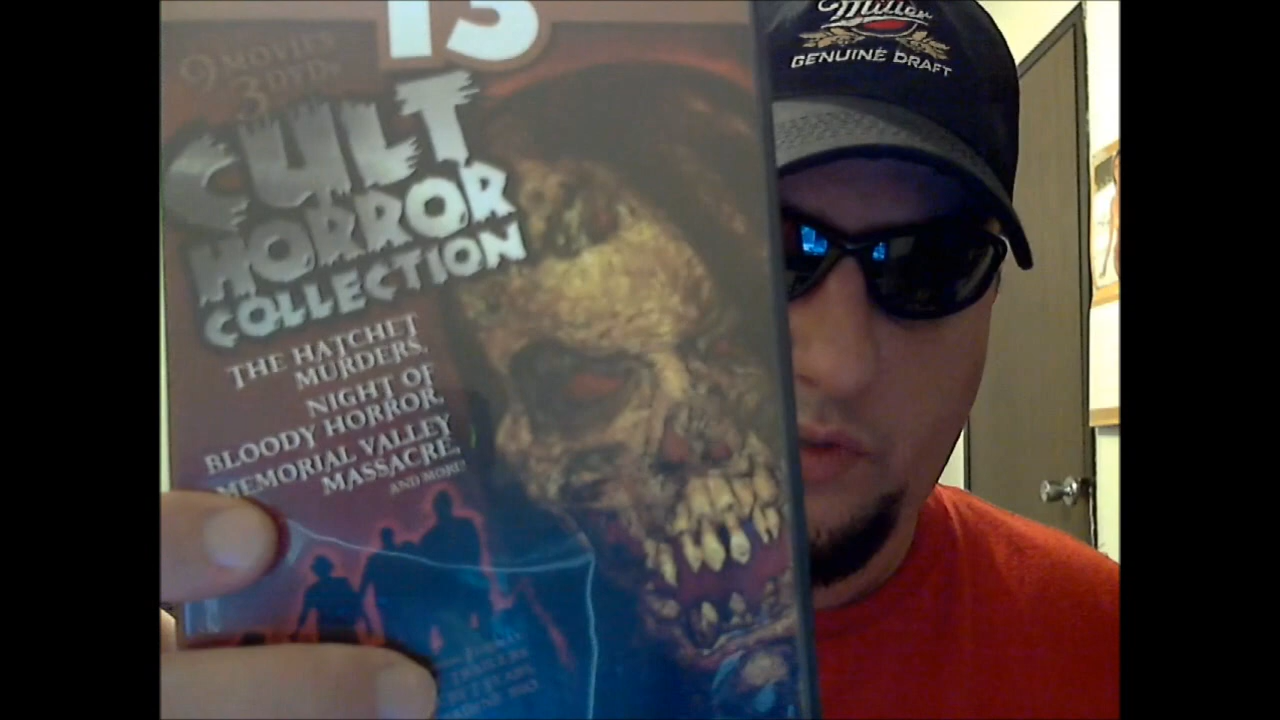 13
9 MOVIES
3 DVDs
CULT
HORROR
COLLECTION
THE HATCHET
MURDERS,
NIGHT OF
BLOODY HORROR,
MEMORIAL VALLEY
MASSACRE,
AND MORE!
TRAILERS
Miller
GENUINE DRAFT